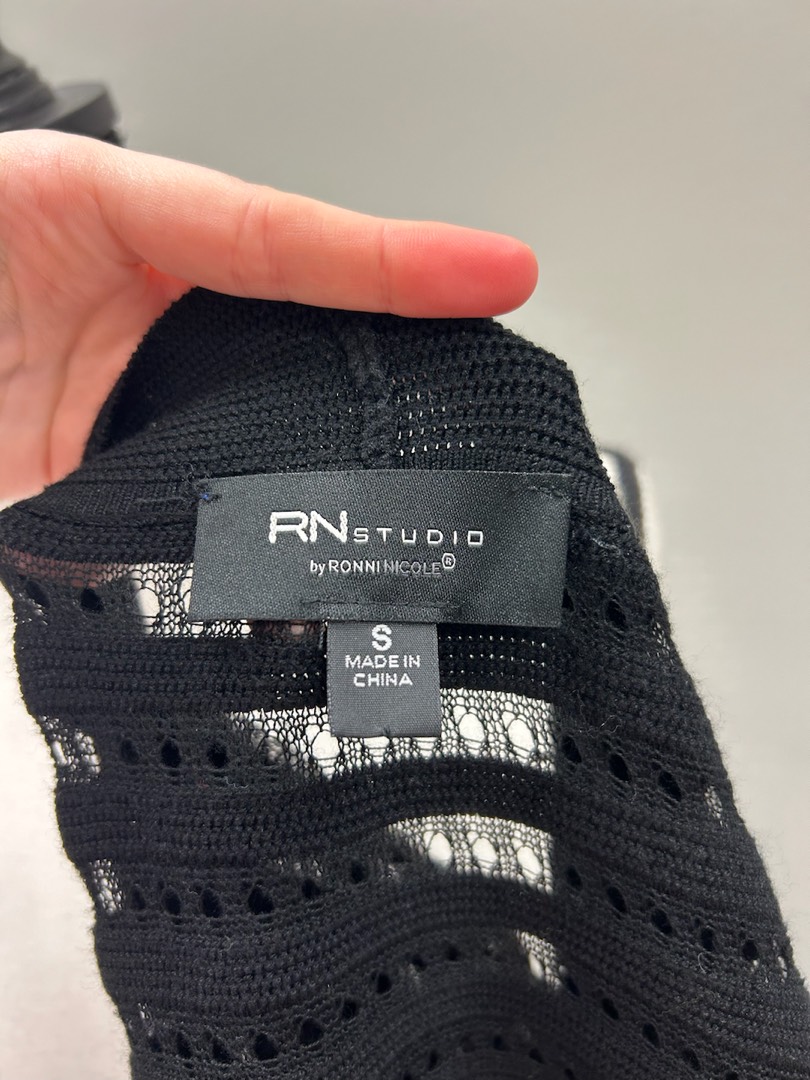 RN STUDIO
by RONNI NICOLE®
S
MADE IN
CHINA